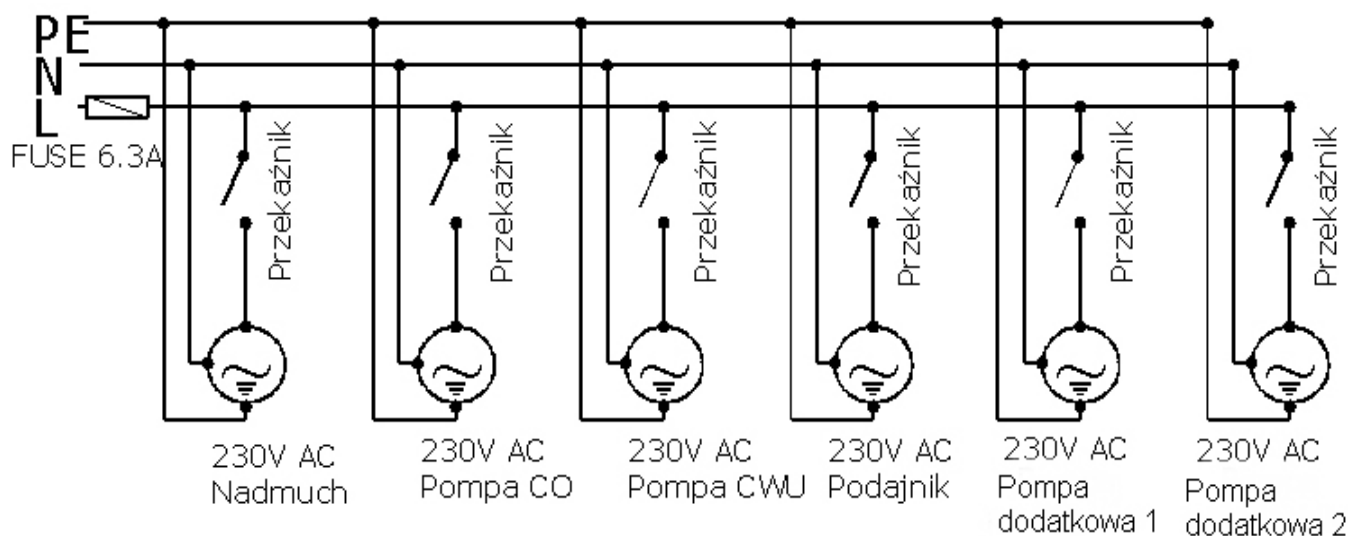 PE
N
L
FUSE 6.3A
Przekaźnik
Przekaźnik
Przekaźnik
Przekaźnik
Przekaźnik
Przekaźnik
230V AC
Nadmuch
230V AC
Pompa CO
230V AC
Pompa CWU
230V AC
Podajnik
230V AC
Pompa
dodatkowa 1
230V AC
Pompa
dodatkowa 2